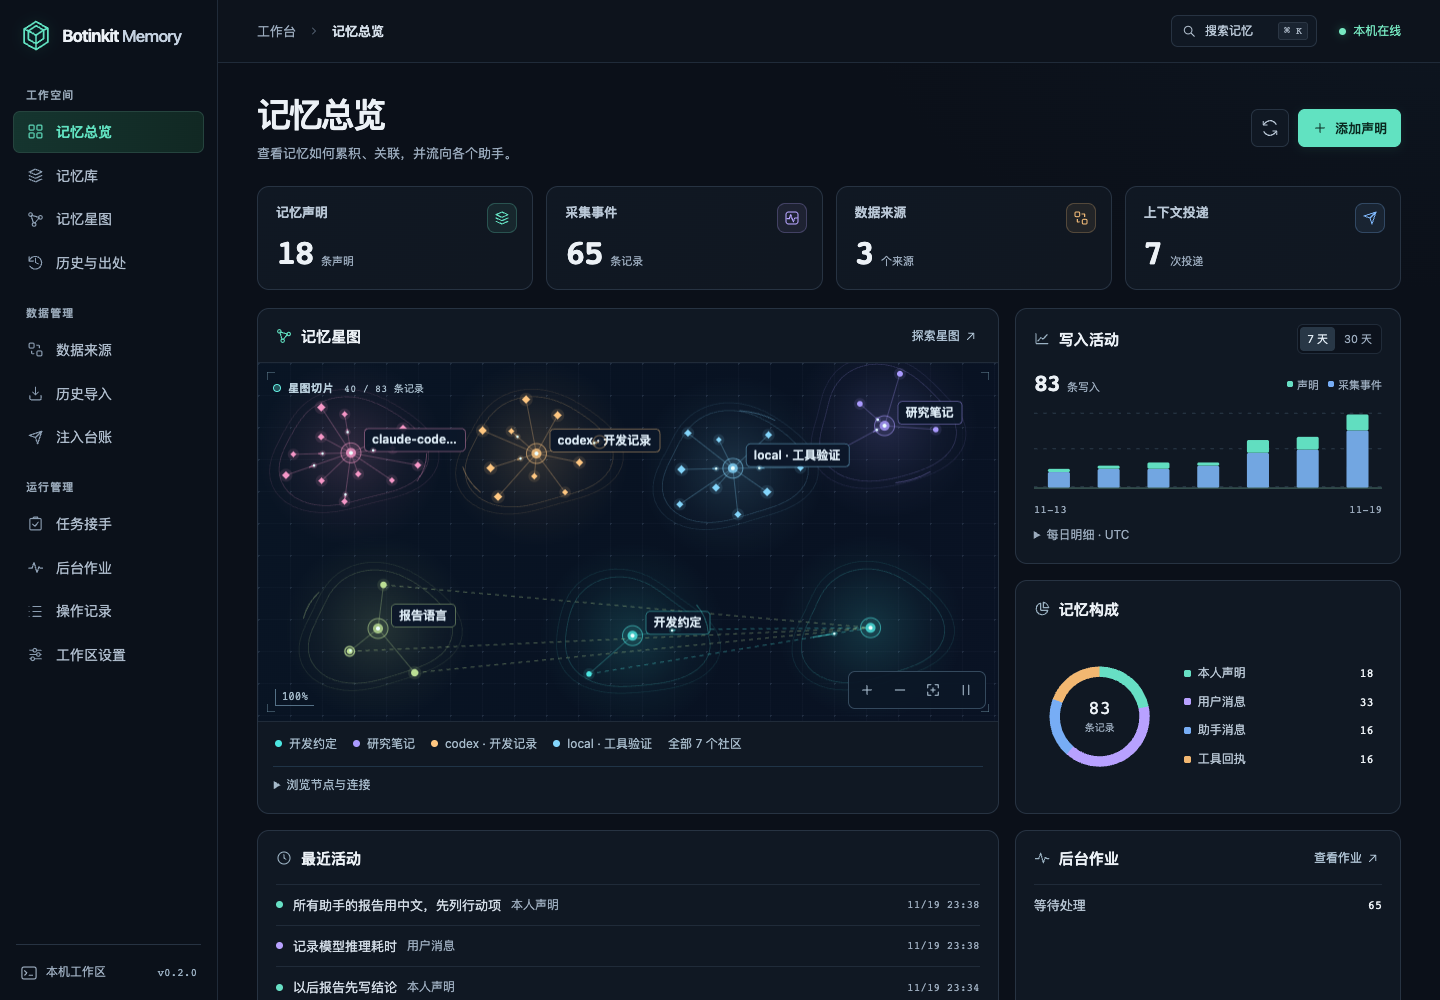 Botinkit Memory
工作空间
记忆总览
记忆库
记忆星图
历史与出处
数据管理
数据来源
历史导入
注入台账
运行管理
任务接手
后台作业
操作记录
工作区设置
本机工作区 v0.2.0
工作台 > 记忆总览
搜索记忆 ⌘ K
本机在线
记忆总览
查看记忆如何累积、关联，并流向各个助手。
+ 添加声明
记忆声明
18 条声明
采集事件
65 条记录
数据来源
3 个来源
上下文投递
7 次投递
记忆星图
探索星图 ↗
星图切片 40 / 83 条记录
claude-code...
codex · 开发记录
local · 工具验证
研究笔记
报告语言
开发约定
100%
开发约定 研究笔记 codex · 开发记录 local · 工具验证 全部 7 个社区
浏览节点与连接
写入活动
7 天 30 天
83 条写入
声明 采集事件
11-13 11-19
每日明细 · UTC
记忆构成
83
条记录
本人声明 18
用户消息 33
助手消息 16
工具回执 16
最近活动
所有助手的报告用中文，先列行动项 本人声明 11/19 23:38
记录模型推理耗时 用户消息 11/19 23:38
以后报告先写结论 本人声明 11/19 23:34
后台作业
查看作业 ↗
等待处理 65